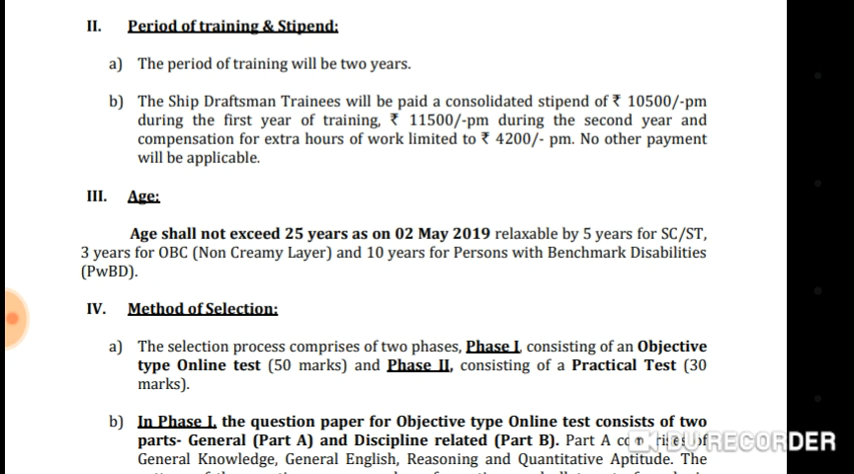 II. Period of training & Stipend:
a) The period of training will be two years.
b) The Ship Draftsman Trainees will be paid a consolidated stipend of ₹ 10500/-pm
during the first year of training, ₹ 11500/-pm during the second year and
compensation for extra hours of work limited to ₹ 4200/- pm. No other payment
will be applicable.
III. Age:
Age shall not exceed 25 years as on 02 May 2019 relaxable by 5 years for SC/ST,
3 years for OBC (Non Creamy Layer) and 10 years for Persons with Benchmark Disabilities
(PwBD).
IV. Method of Selection:
a) The selection process comprises of two phases, Phase I, consisting of an Objective
type Online test (50 marks) and Phase II, consisting of a Practical Test (30
marks).
b) In Phase I, the question paper for Objective type Online test consists of two
parts- General (Part A) and Discipline related (Part B). Part A of
DU RECORDER
General Knowledge, General English, Reasoning and Quantitative Aptitude. The